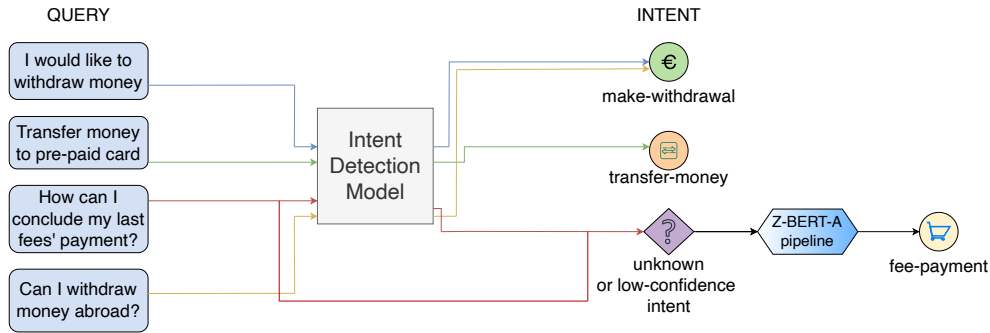 QUERY
INTENT
I would like to
withdraw money
Transfer money
to pre-paid card
How can I
conclude my last
fees' payment?
Can I withdraw
money abroad?
Intent
Detection
Model
€
make-withdrawal
transfer-money
?
unknown
or low-confidence
intent
Z-BERT-A
pipeline
fee-payment